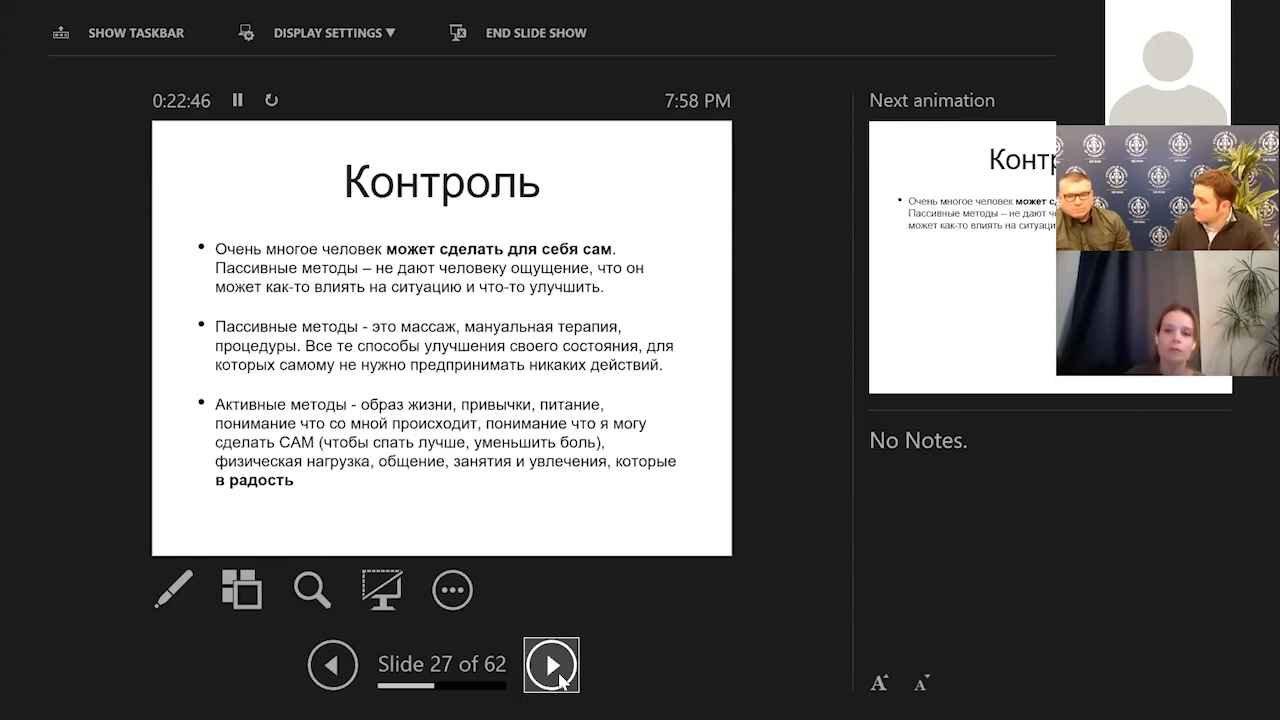 SHOW TASKBAR
DISPLAY SETTINGS ▼
END SLIDE SHOW
0:22:46
7:58 PM
Контроль
• Очень многое человек может сделать для себя сам.
Пассивные методы – не дают человеку ощущение, что он
может как-то влиять на ситуацию и что-то улучшить.
• Пассивные методы - это массаж, мануальная терапия,
процедуры. Все те способы улучшения своего состояния, для
которых самому не нужно предпринимать никаких действий.
• Активные методы - образ жизни, привычки, питание,
понимание что со мной происходит, понимание что я могу
сделать САМ (чтобы спать лучше, уменьшить боль),
физическая нагрузка, общение, занятия и увлечения, которые
в радость
Slide 27 of 62
Next animation
• Очень многое человек
Пассивные методы – не дают
может как-то влиять на
No Notes.
A A